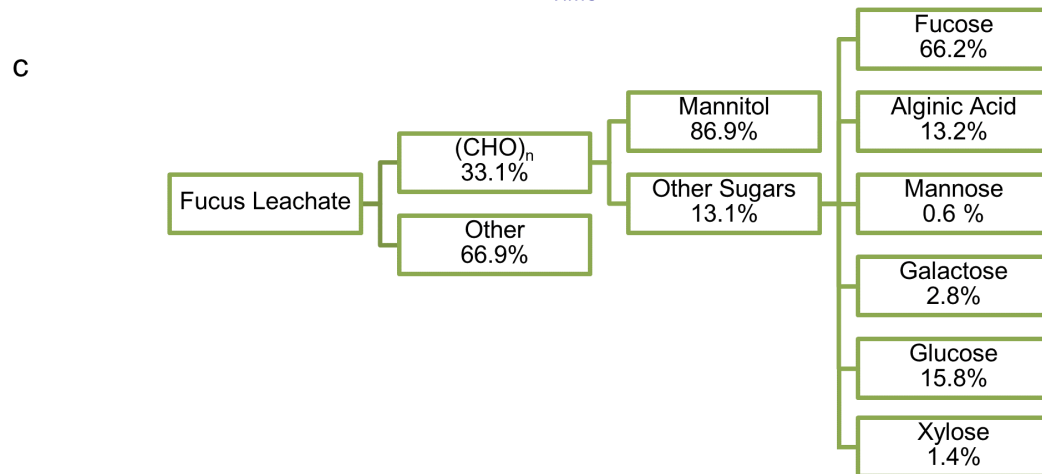 c
Fucus Leachate
(CHO)n
33.1%
Other
66.9%
Mannitol
86.9%
Other Sugars
13.1%
Fucose
66.2%
Alginic Acid
13.2%
Mannose
0.6 %
Galactose
2.8%
Glucose
15.8%
Xylose
1.4%